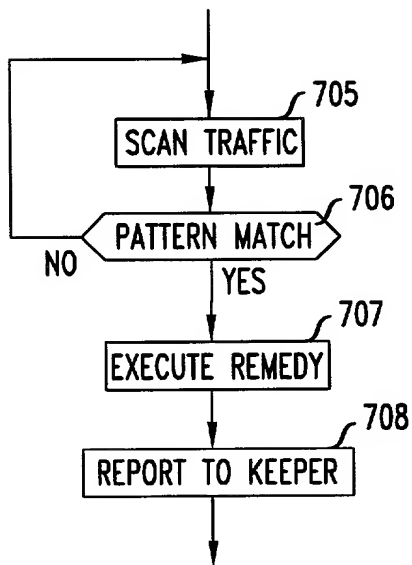 705
SCAN TRAFFIC
706
PATTERN MATCH
NO
YES
707
EXECUTE REMEDY
708
REPORT TO KEEPER